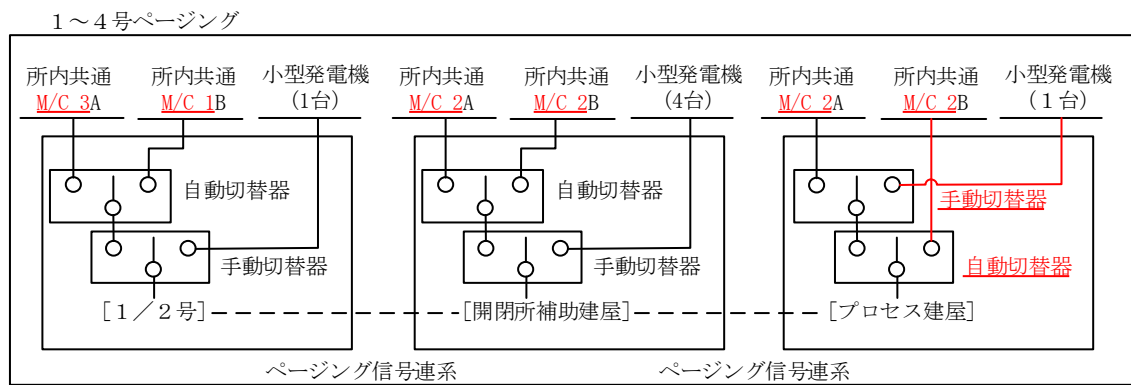 1~4号ページング
所内共通 所内共通 小型発電機 所内共通 所内共通 小型発電機 所内共通 所内共通 小型発電機
M/C 3A M/C 1B (1台) M/C 2A M/C 2B (4台) M/C 2A M/C 2B (1台)
自動切替器 自動切替器 手動切替器
手動切替器 手動切替器 自動切替器
[1/2号] [開閉所補助建屋] [プロセス建屋]
ページング信号連系 ページング信号連系